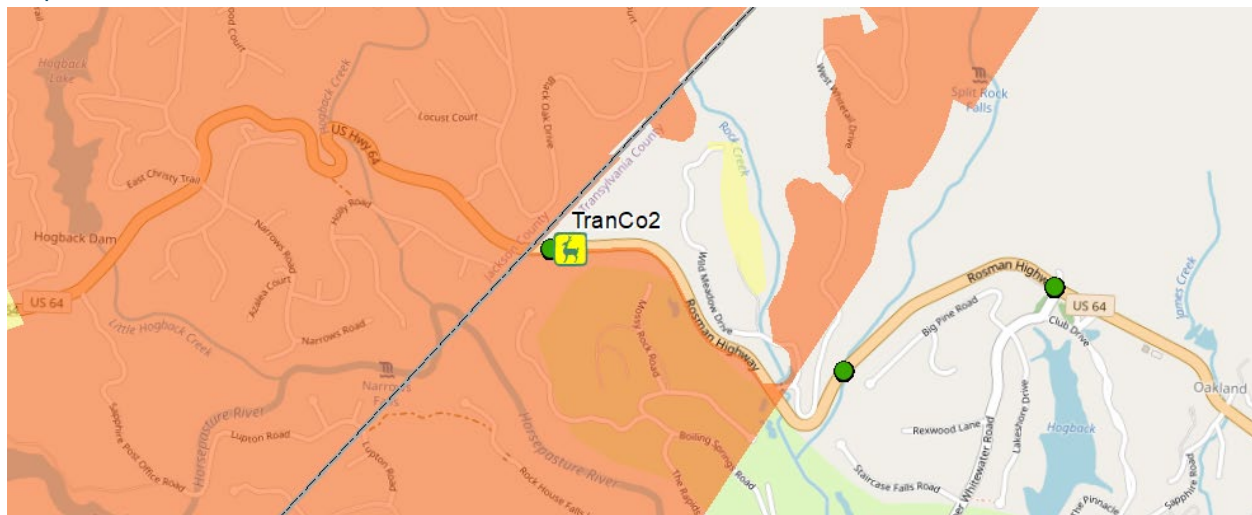 Court
Hogback Lake
Hogback Creek
US Hwy 64
Locust Court
Black Oak Drive
East Christy Trail
Holly Road
Hogback Dam
Narrows Road
Azalea Court
US 64
Little Hogback Creek
Narrows Road
Narrows Falls
Sapphire Post Office Road
Horsepasture River
Lupton Road
Lupton Road
Rock House Falls
Horsepasture River
Jackson County
Transylvania County
TranCo2
Rock Creek
West Whitetail Drive
Split Rock Falls
Wild Meadow Drive
Mossy Rock Road
Rosman Highway
Boiling Springs Road
The Rapids
Rosman Highway
US 64
Big Pine Road
Club Drive
James Creek
Oakland
Rexwood Lane
Lakeshore Drive
Hogback
Whitewater Road
Staircase Falls Road
The Pinnacle
Sapphire Road